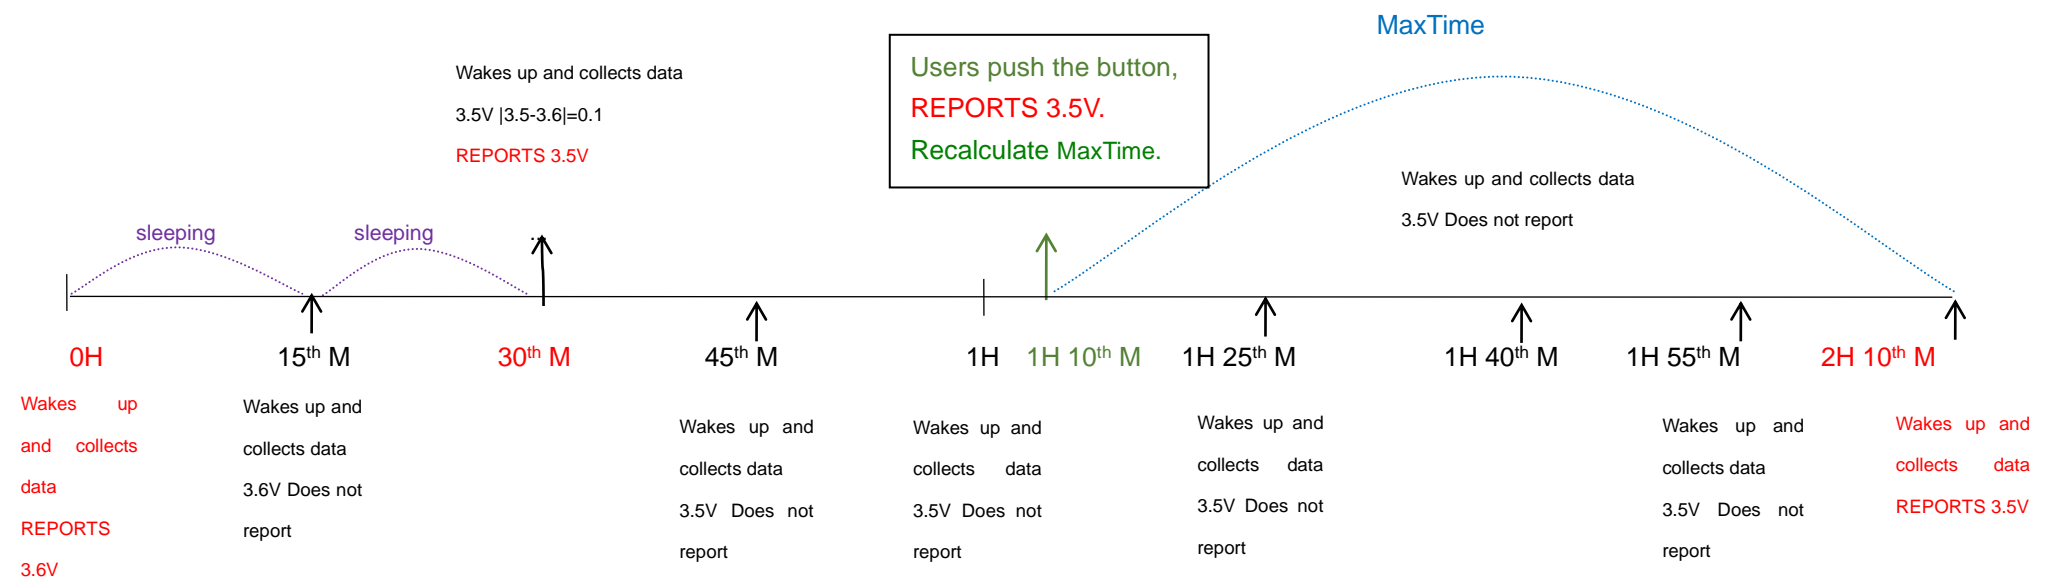 MaxTime
Wakes up and collects data
3.5V |3.5-3.6|=0.1
REPORTS 3.5V
Users push the button,
REPORTS 3.5V.
Recalculate MaxTime.
Wakes up and collects data
3.5V Does not report
sleeping
sleeping
...
0H
15th M
30th M
45th M
1H
1H 10th M
1H 25th M
1H 40th M
1H 55th M
2H 10th M
Wakes up
and collects
data
REPORTS
3.6V
Wakes up and
collects data
3.6V Does not
report
Wakes up and
collects data
3.5V Does not
report
Wakes up and
collects data
3.5V Does not
report
Wakes up and
collects data
3.5V Does not
report
Wakes up and
collects data
3.5V Does not
report
Wakes up and
collects data
REPORTS 3.5V